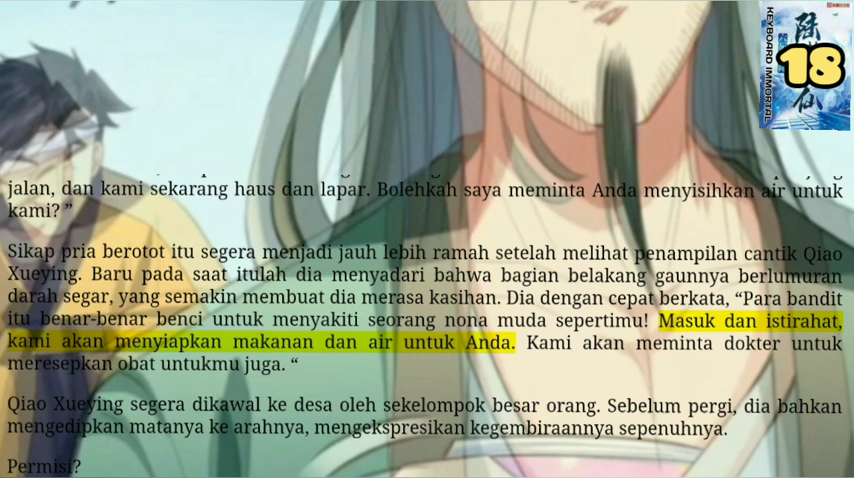 KEYBOARD IMMORTAL
18
jalan, dan kami sekarang haus dan lapar. Bolehkah saya meminta Anda menyisihkan air untuk
kami? ”
Sikap pria berotot itu segera menjadi jauh lebih ramah setelah melihat penampilan cantik Qiao
Xueying. Baru pada saat itulah dia menyadari bahwa bagian belakang gaunnya berlumuran
darah segar, yang semakin membuat dia merasa kasihan. Dia dengan cepat berkata, “Para bandit
itu benar-benar benci untuk menyakiti seorang nona muda sepertimu! Masuk dan istirahat,
kami akan menyiapkan makanan dan air untuk Anda. Kami akan meminta dokter untuk
meresepkan obat untukmu juga. “
Qiao Xueying segera dikawal ke desa oleh sekelompok besar orang. Sebelum pergi, dia bahkan
mengedipkan matanya ke arahnya, mengekspresikan kegembiraannya sepenuhnya.
Permisi?